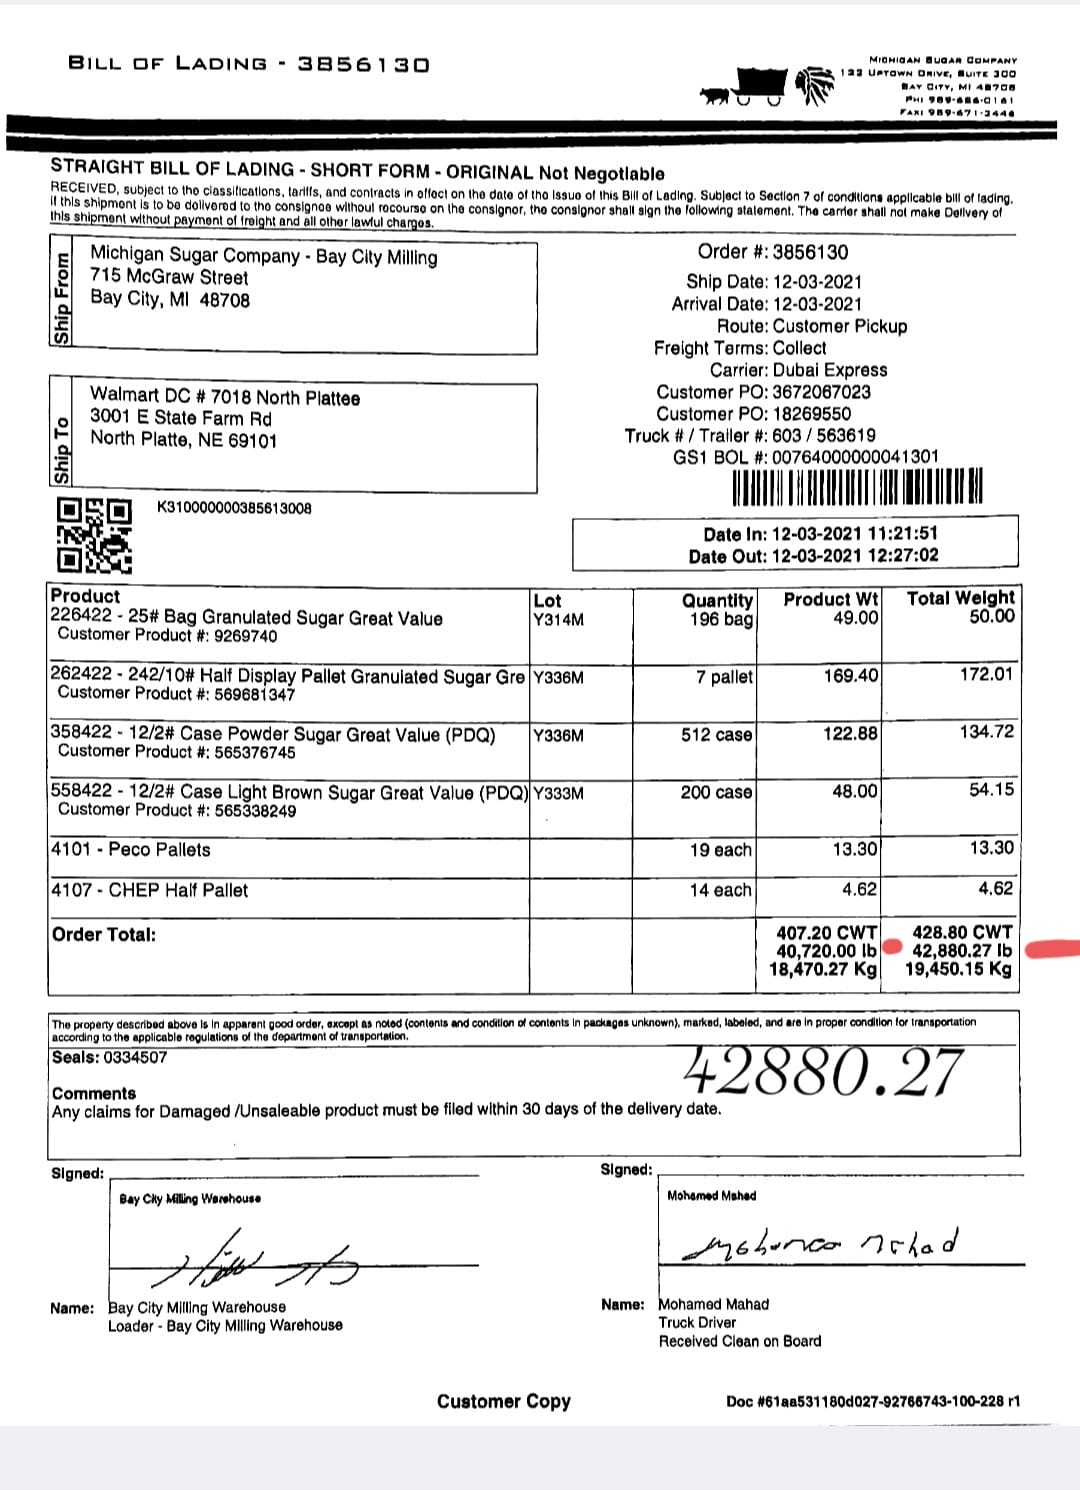 BILL OF LADING - 3856130
MICHIGAN SUGAR COMPANY
122 UPTOWN DRIVE, SUITE 300
BAY CITY, MI 48708
PH: 989-686-0161
FAX: 989-671-3446
STRAIGHT BILL OF LADING - SHORT FORM - ORIGINAL Not Negotiable
RECEIVED, subject to the classifications, tariffs, and contracts in effect on the date of the issue of this Bill of Lading. Subject to Section 7 of conditions applicable bill of lading,
if this shipment is to be delivered to the consignee without recourse on the consignor, the consignor shall sign the following statement. The carrier shall not make Delivery of
this shipment without payment of freight and all other lawful charges.
Ship From
Michigan Sugar Company - Bay City Milling
715 McGraw Street
Bay City, MI 48708
Order #: 3856130
Ship Date: 12-03-2021
Arrival Date: 12-03-2021
Route: Customer Pickup
Freight Terms: Collect
Carrier: Dubai Express
Customer PO: 3672067023
Customer PO: 18269550
Truck # / Trailer #: 603 / 563619
GS1 BOL #: 00764000000041301
Ship To
Walmart DC # 7018 North Plattee
3001 E State Farm Rd
North Platte, NE 69101
K310000000385613008
Date In: 12-03-2021 11:21:51
Date Out: 12-03-2021 12:27:02
Product Lot Quantity Product Wt Total Weight
226422 - 25# Bag Granulated Sugar Great Value Y314M 196 bag 49.00 50.00
Customer Product #: 9269740
262422 - 242/10# Half Display Pallet Granulated Sugar Gre Y336M 7 pallet 169.40 172.01
Customer Product #: 569681347
358422 - 12/2# Case Powder Sugar Great Value (PDQ) Y336M 512 case 122.88 134.72
Customer Product #: 565376745
558422 - 12/2# Case Light Brown Sugar Great Value (PDQ) Y333M 200 case 48.00 54.15
Customer Product #: 565338249
4101 - Peco Pallets 19 each 13.30 13.30
4107 - CHEP Half Pallet 14 each 4.62 4.62
Order Total: 407.20 CWT 428.80 CWT
40,720.00 lb 42,880.27 lb
18,470.27 Kg 19,450.15 Kg
The property described above is in apparent good order, except as noted (contents and condition of contents in packages unknown), marked, labeled, and are in proper condition for transportation
according to the applicable regulations of the department of transportation.
Seals: 0334507
42880.27
Comments
Any claims for Damaged /Unsaleable product must be filed within 30 days of the delivery date.
Signed:
Bay City Milling Warehouse
Signed:
Mohamed Mahad
Name: Bay City Milling Warehouse
Loader - Bay City Milling Warehouse
Name: Mohamed Mahad
Truck Driver
Received Clean on Board
Customer Copy
Doc #61aa531180d027-92766743-100-228 r1